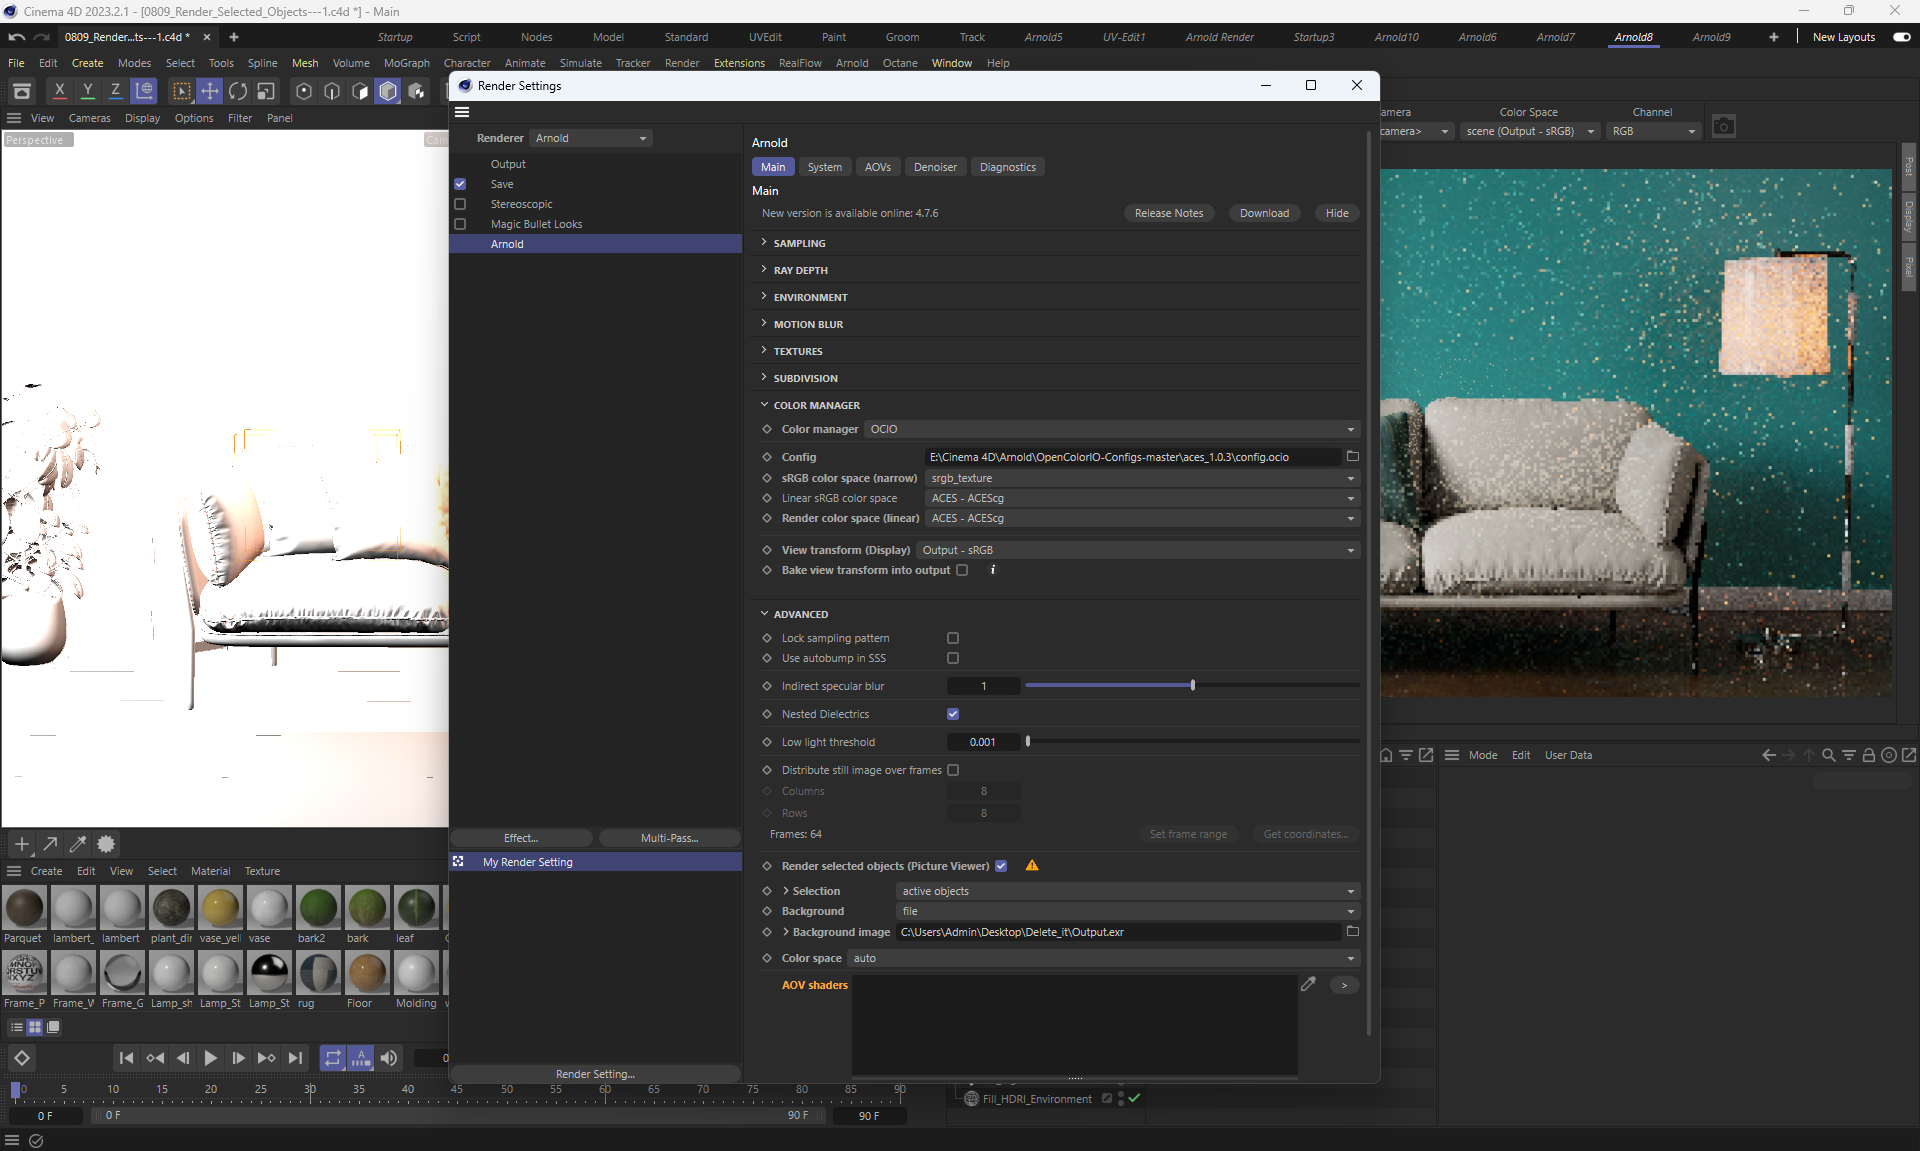 Cinema 4D 2023.2.1 - [0809_Render_Selected_Objects---1.c4d *] - Main
0809_Render...ts---1.c4d *
Startup Script Nodes Model Standard UVEdit Paint Groom Track Arnold5 UV-Edit1 Arnold Render Startup3 Arnold10 Arnold6 Arnold7 Arnold8 Arnold9 New Layouts
File Edit Create Modes Select Tools Spline Mesh Volume MoGraph Character Animate Simulate Tracker Render Extensions RealFlow Arnold Octane Window Help
X Y Z
Render Settings
View Cameras Display Options Filter Panel
Perspective
Cam
Renderer Arnold
Output
Save
Stereoscopic
Magic Bullet Looks
Arnold
Effect...
Multi-Pass...
My Render Setting
Render Setting...
Arnold
Main System AOVs Denoiser Diagnostics
Main
New version is available online: 4.7.6
Release Notes Download Hide
SAMPLING
RAY DEPTH
ENVIRONMENT
MOTION BLUR
TEXTURES
SUBDIVISION
COLOR MANAGER
Color manager OCIO
Config E:\Cinema 4D\Arnold\OpenColorIO-Configs-master\aces_1.0.3\config.ocio
sRGB color space (narrow) srgb_texture
Linear sRGB color space ACES - ACEScg
Render color space (linear) ACES - ACEScg
View transform (Display) Output - sRGB
Bake view transform into output i
ADVANCED
Lock sampling pattern
Use autobump in SSS
Indirect specular blur 1
Nested Dielectrics
Low light threshold 0.001
Distribute still image over frames
Columns 8
Rows 8
Frames: 64 Set frame range Get coordinates...
Render selected objects (Picture Viewer)
Selection active objects
Background file
Background image C:\Users\Admin\Desktop\Delete_it\Output.exr
Color space auto
AOV shaders >
amera Color Space Channel
camera> scene (Output - sRGB) RGB
Post
Display
Pixel
Mode Edit User Data
Create Edit View Select Material Texture
Parquet lambert_ lambert plant_dir vase_yell vase bark2 bark leaf
Frame_P Frame_W Frame_G Lamp_sh Lamp_St Lamp_St rug Floor Molding
A
0
0 5 10 15 20 25 30 35 40 45 50 55 60 65 70 75 80 85 90
0 F 0 F 90 F 90 F
Fill_HDRI_Environment